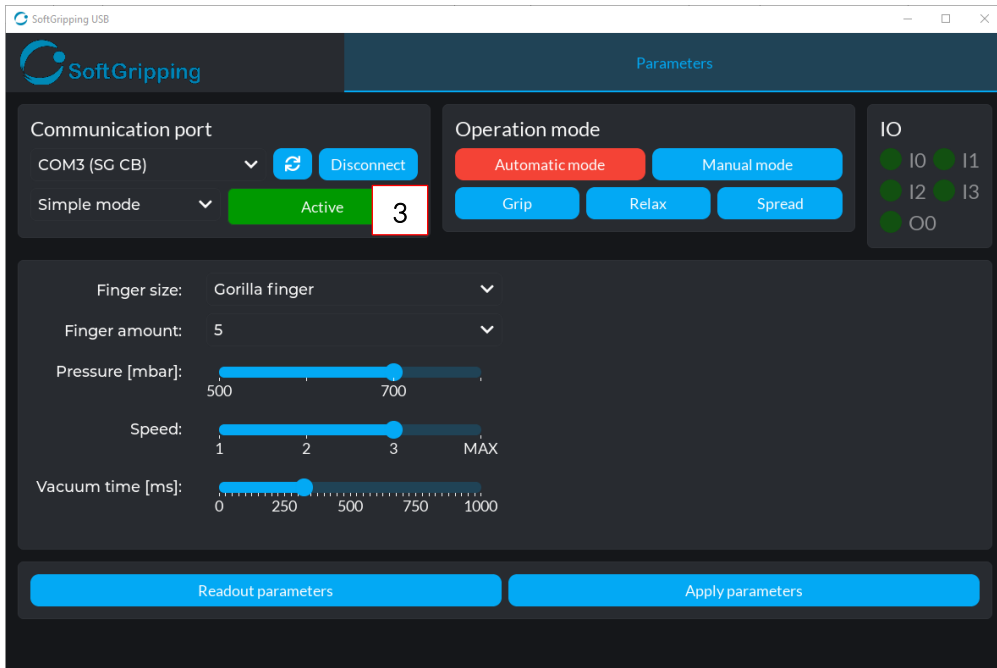 SoftGripping USB
SoftGripping
Parameters
Communication port
COM3 (SG CB)
Disconnect
Simple mode
Active
3
Operation mode
Automatic mode
Manual mode
Grip
Relax
Spread
IO
I0 I1
I2 I3
O0
Finger size: Gorilla finger
Finger amount: 5
Pressure [mbar]:
500 700
Speed:
1 2 3 MAX
Vacuum time [ms]:
0 250 500 750 1000
Readout parameters
Apply parameters